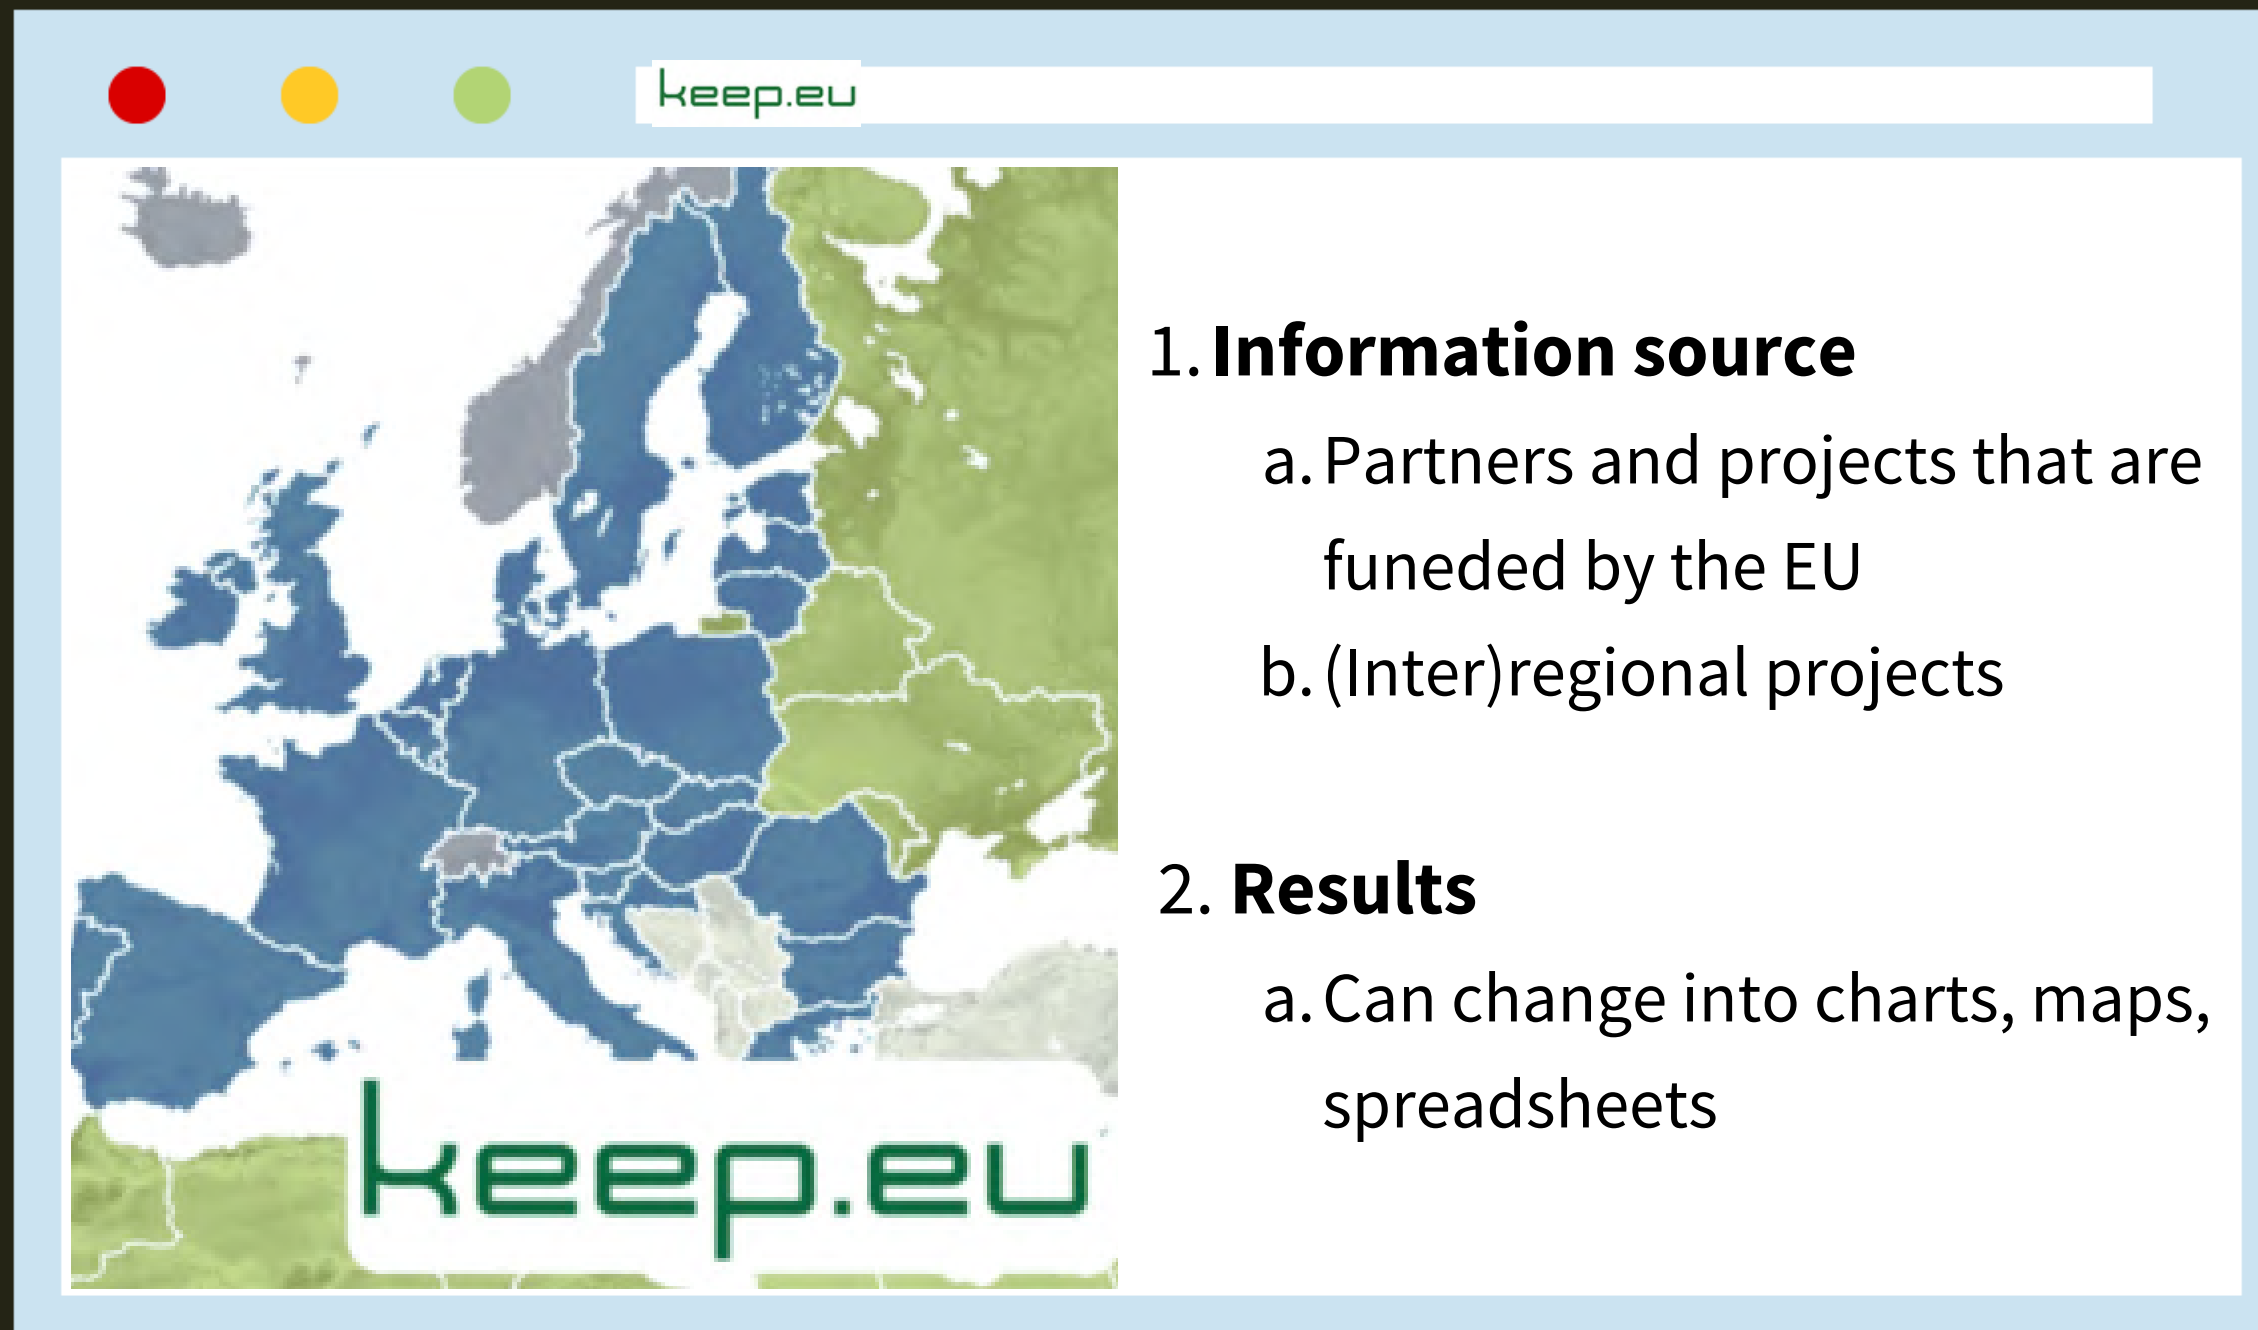 keep.eu
1. Information source
a. Partners and projects that are
funeded by the EU
b. (Inter)regional projects
2. Results
a. Can change into charts, maps,
spreadsheets
keep.eu